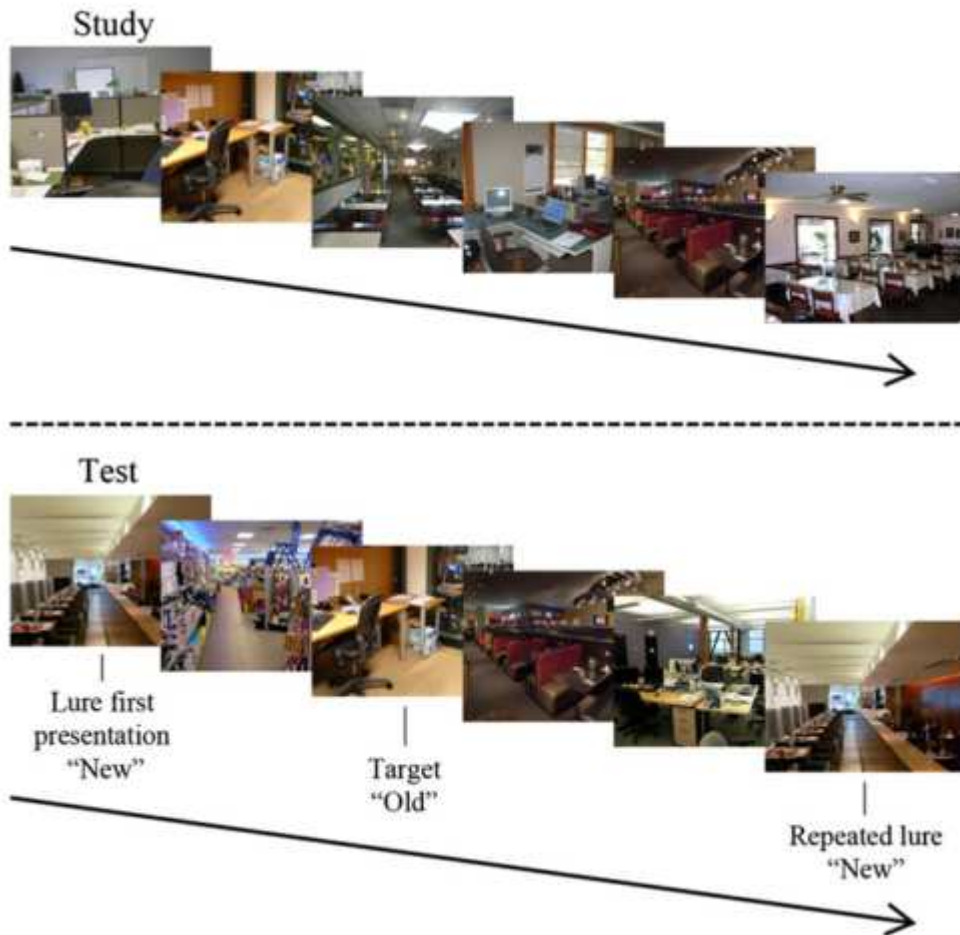 Study
Test
Lure first
presentation
“New”
Target
“Old”
Repeated lure
“New”